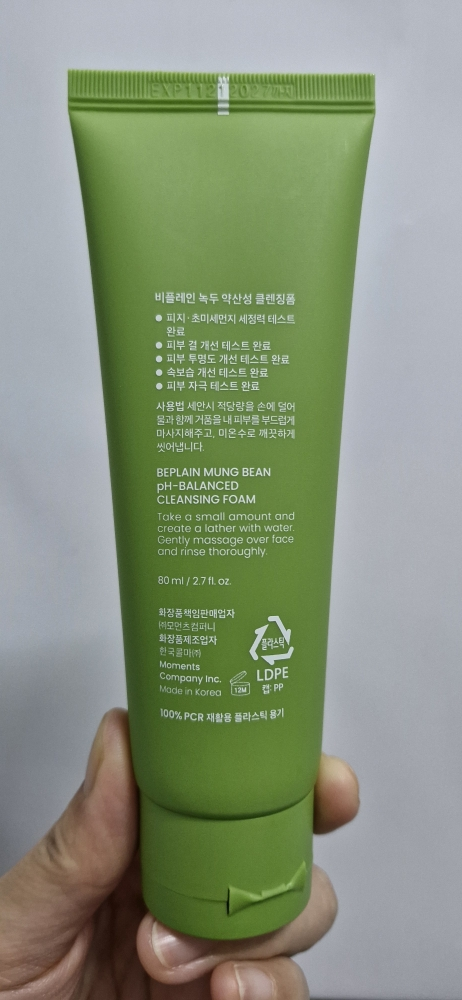 EXP112 2027까지
비플레인 녹두 약산성 클렌징폼
● 피지·초미세먼지 세정력 테스트
완료
● 피부 결 개선 테스트 완료
● 피부 투명도 개선 테스트 완료
● 속보습 개선 테스트 완료
● 피부 자극 테스트 완료
사용법 세안시 적당량을 손에 덜어
물과 함께 거품을 내 피부를 부드럽게
마사지해주고, 미온수로 깨끗하게
씻어냅니다.
BEPLAIN MUNG BEAN
pH-BALANCED
CLEANSING FOAM
Take a small amount and
create a lather with water.
Gently massage over face
and rinse thoroughly.
80 ml / 2.7 fl. oz.
화장품책임판매업자
㈜모먼츠컴퍼니
화장품제조업자
한국콜마㈜
Moments
Company Inc.
Made in Korea
12M
플라스틱
LDPE
캡: PP
100% PCR 재활용 플라스틱 용기